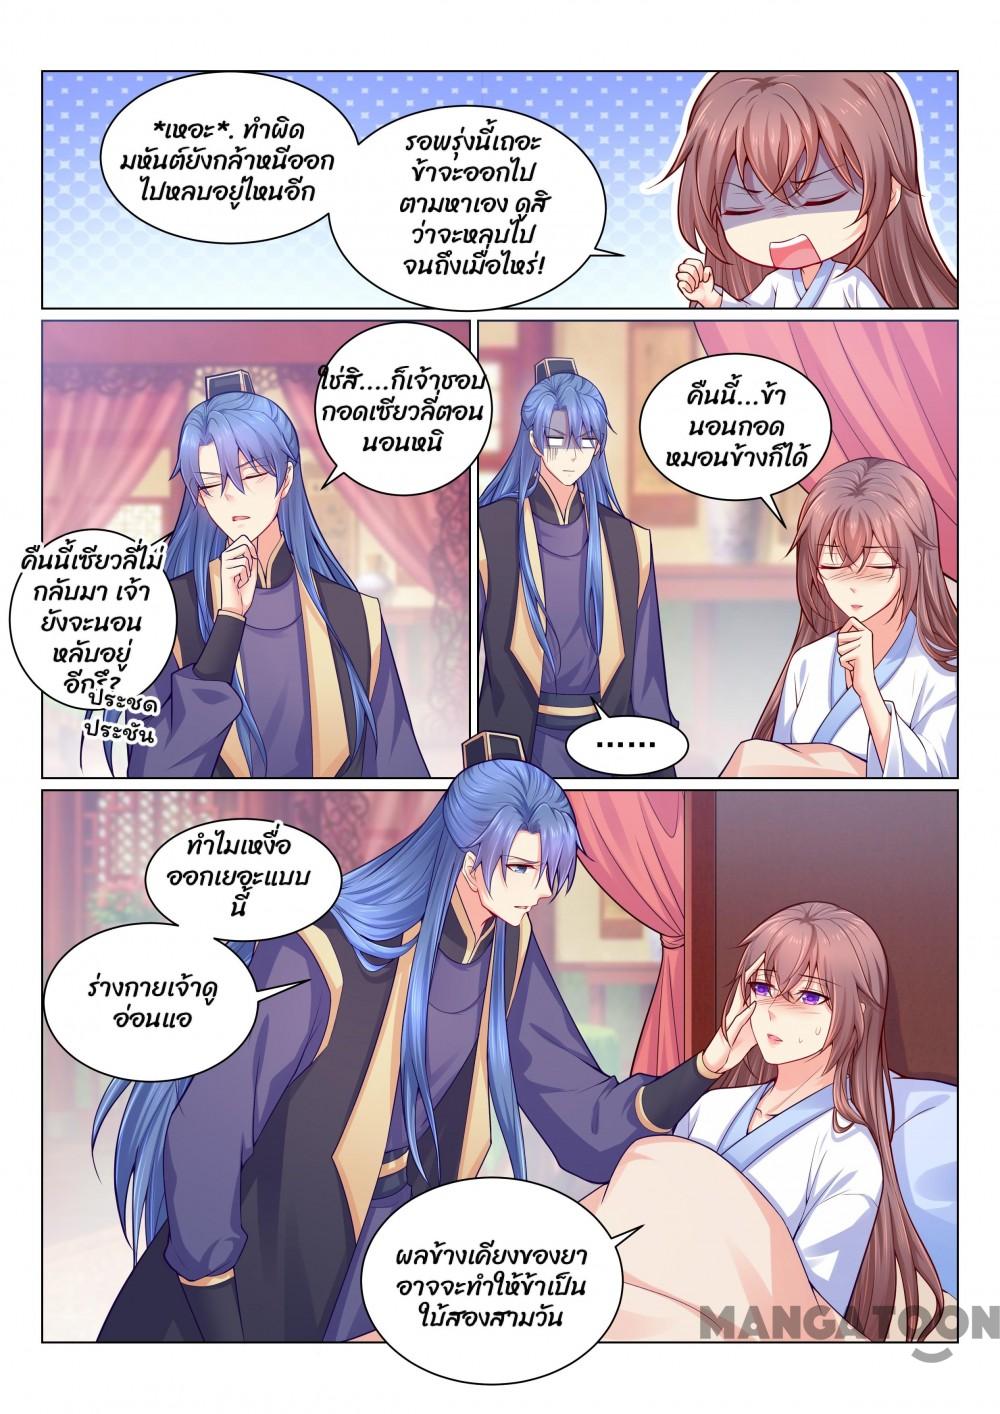 *เหอะ*. ทำผิด
มหันต์ยังกล้าหนีออก
ไปหลบอยู่ไหนอีก
รอพรุ่งนี้เถอะ
ข้าจะออกไป
ตามหาเอง ดูสิ
ว่าจะหลบไป
จนถึงเมื่อไหร่!
ใช่สิ....ก็เจ้าชอบ
กอดเซียวลี่ตอน
นอนหนิ
คืนนี้เซียวลี่ไม่
กลับมา เจ้า
ยังจะนอน
หลับอยู่
อีกรึ?
ประชด
ประชัน
คืนนี้...ข้า
นอนกอด
หมอนข้างก็ได้
......
ทำไมเหงื่อ
ออกเยอะแบบ
นี้
ร่างกายเจ้าดู
อ่อนแอ
ผลข้างเคียงของยา
อาจจะทำให้ข้าเป็น
ใบ้สองสามวัน
MANGATOON